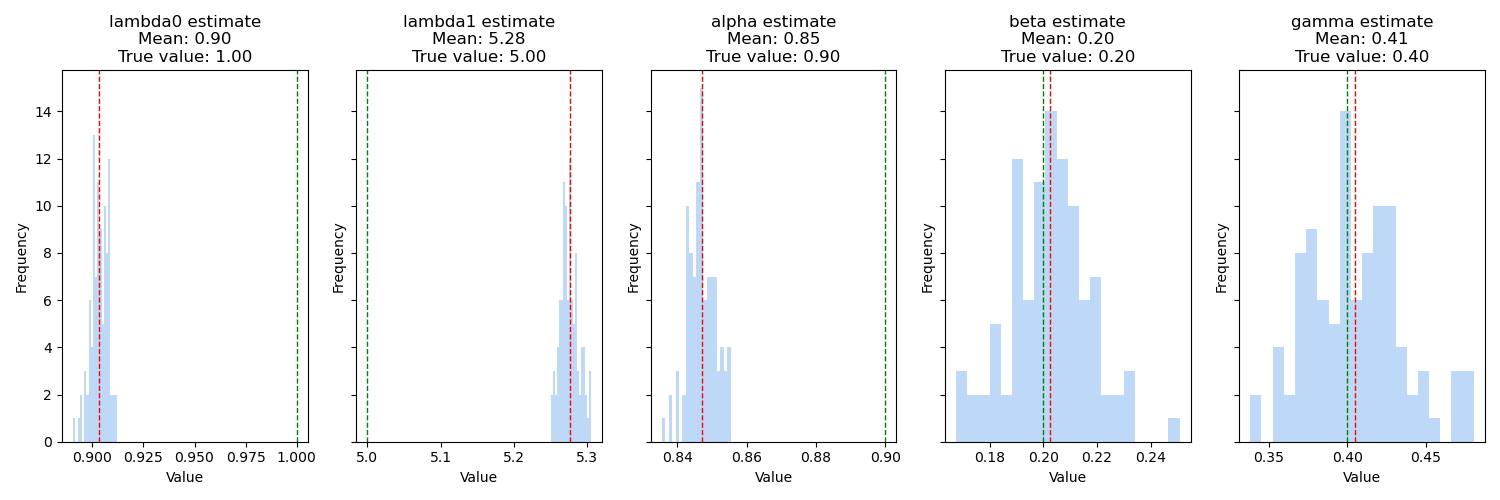 lambda0 estimate
Mean: 0.90
True value: 1.00
lambda1 estimate
Mean: 5.28
True value: 5.00
alpha estimate
Mean: 0.85
True value: 0.90
beta estimate
Mean: 0.20
True value: 0.20
gamma estimate
Mean: 0.41
True value: 0.40
Frequency
14
12
10
8
6
4
2
0
0.900 0.925 0.950 0.975 1.000
Value
Frequency
5.0 5.1 5.2 5.3
Value
Frequency
0.84 0.86 0.88 0.90
Value
Frequency
0.18 0.20 0.22 0.24
Value
Frequency
0.35 0.40 0.45
Value